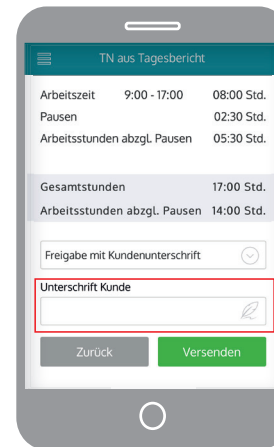 TN aus Tagesbericht
Arbeitszeit 9:00 - 17:00 08:00 Std.
Pausen 02:30 Std.
Arbeitsstunden abzgl. Pausen 05:30 Std.
Gesamtstunden 17:00 Std.
Arbeitsstunden abzgl. Pausen 14:00 Std.
Freigabe mit Kundenunterschrift
Unterschrift Kunde
Zurück Versenden